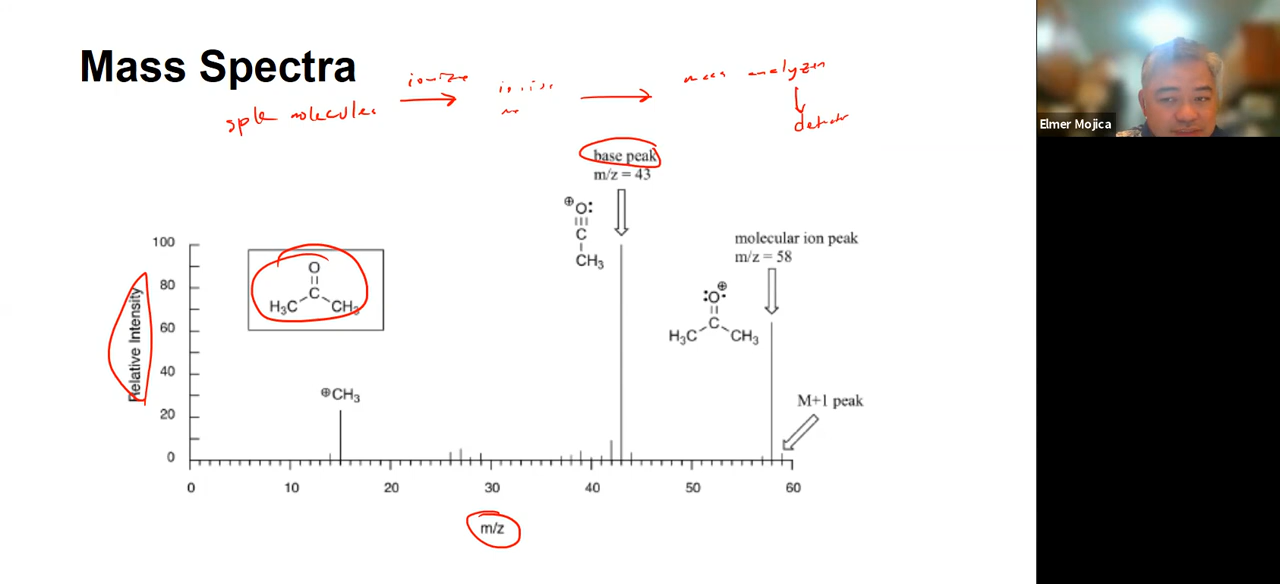 Mass Spectra
ionize
sple molecules
mass analyzer
detector
base peak
m/z = 43
⊕O:
C
CH₃
molecular ion peak
m/z = 58
:O·⊕
C
H₃C CH₃
O
C
H₃C CH₃
⊕CH₃
M+1 peak
Relative Intensity
100
80
60
40
20
0
0 10 20 30 40 50 60
m/z
Elmer Mojica